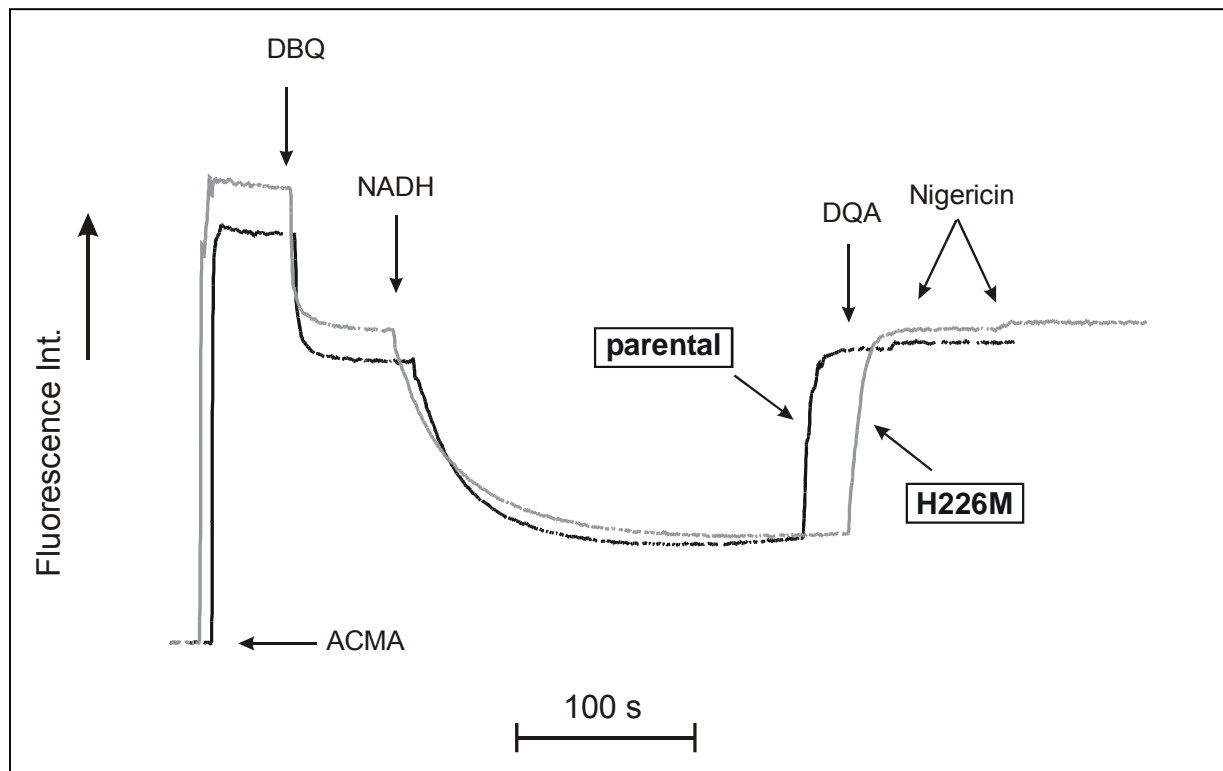 DBQ
NADH
DQA
Nigericin
parental
H226M
Fluorescence Int.
ACMA
100 s